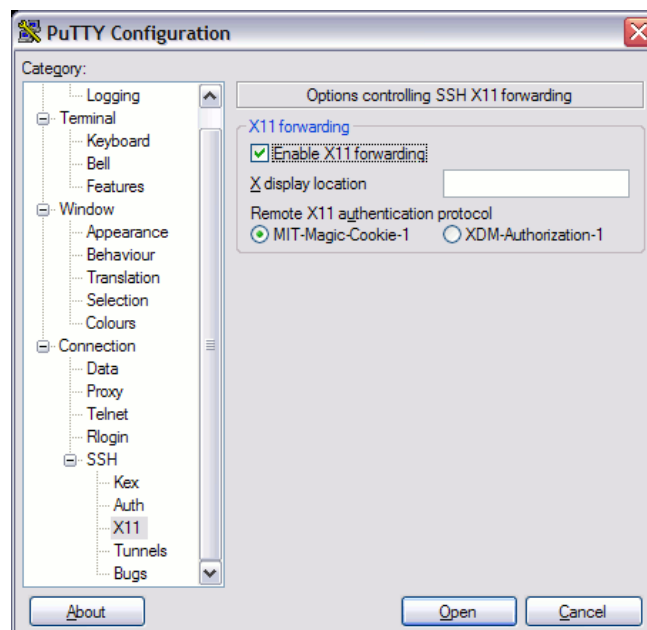 PuTTY Configuration
Category:
Logging
Terminal
Keyboard
Bell
Features
Window
Appearance
Behaviour
Translation
Selection
Colours
Connection
Data
Proxy
Telnet
Rlogin
SSH
Kex
Auth
X11
Tunnels
Bugs
Options controlling SSH X11 forwarding
X11 forwarding
Enable X11 forwarding
X display location
Remote X11 authentication protocol
MIT-Magic-Cookie-1 XDM-Authorization-1
About Open Cancel